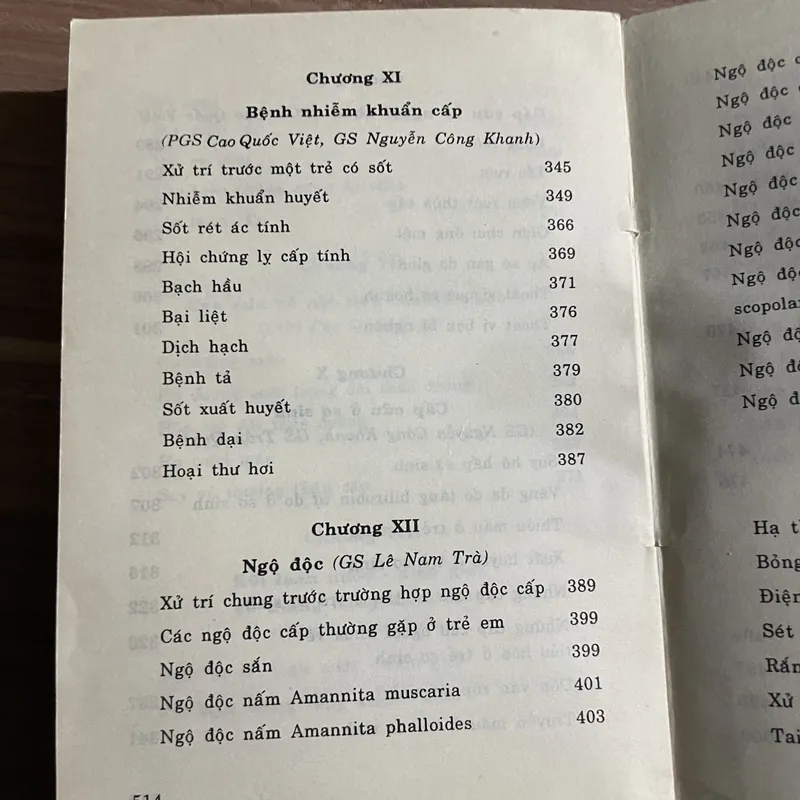 Chương XI
Bệnh nhiễm khuẩn cấp
(PGS Cao Quốc Việt, GS Nguyễn Công Khanh)
Xử trí trước một trẻ có sốt 345
Nhiễm khuẩn huyết 349
Sốt rét ác tính 366
Hội chứng lỵ cấp tính 369
Bạch hầu 371
Bại liệt 376
Dịch hạch 377
Bệnh tả 379
Sốt xuất huyết 380
Bệnh dại 382
Hoại thư hơi 387
Chương XII
Ngộ độc (GS Lê Nam Trà)
Xử trí chung trước trường hợp ngộ độc cấp 389
Các ngộ độc cấp thường gặp ở trẻ em 399
Ngộ độc sắn 399
Ngộ độc nấm Amannita muscaria 401
Ngộ độc nấm Amannita phalloides 403
514
Ngộ độc
Ngộ độc
Ngộ độc
Ngộ độc
Ngộ độc
Ngộ độc
Ngộ độc
Ngộ độc
Ngộ
Ngộ
Ngộ
Hạ
Sét
Xử